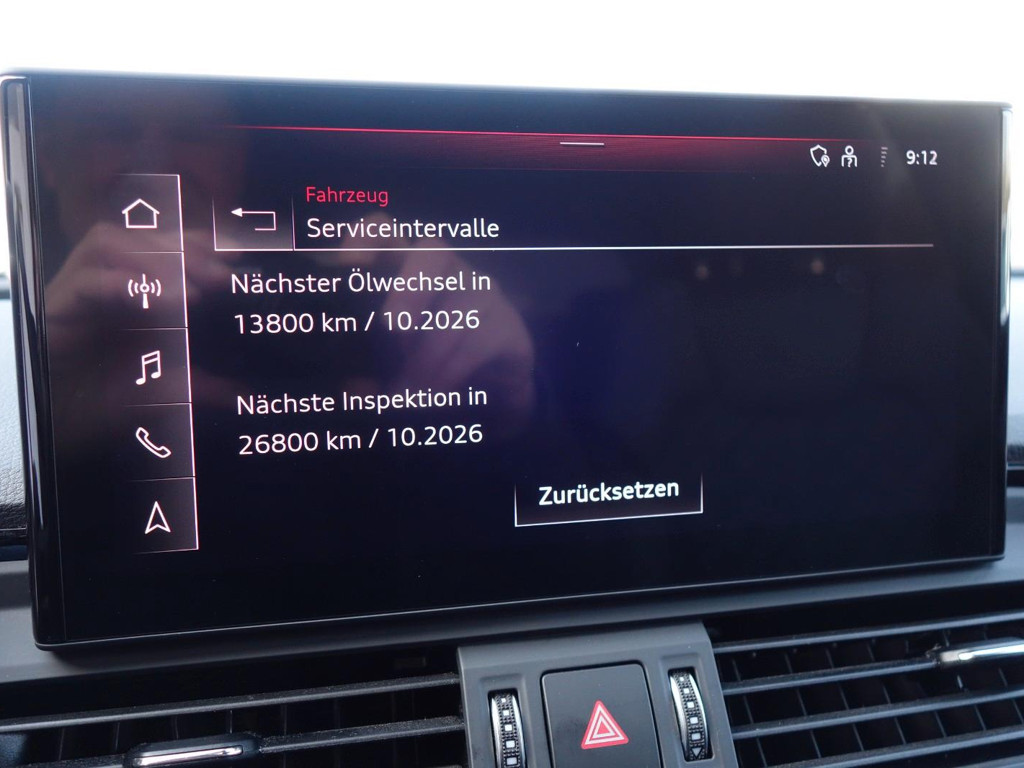 9:12
Fahrzeug
Serviceintervalle
Nächster Ölwechsel in
13800 km / 10.2026
Nächste Inspektion in
26800 km / 10.2026
Zurücksetzen